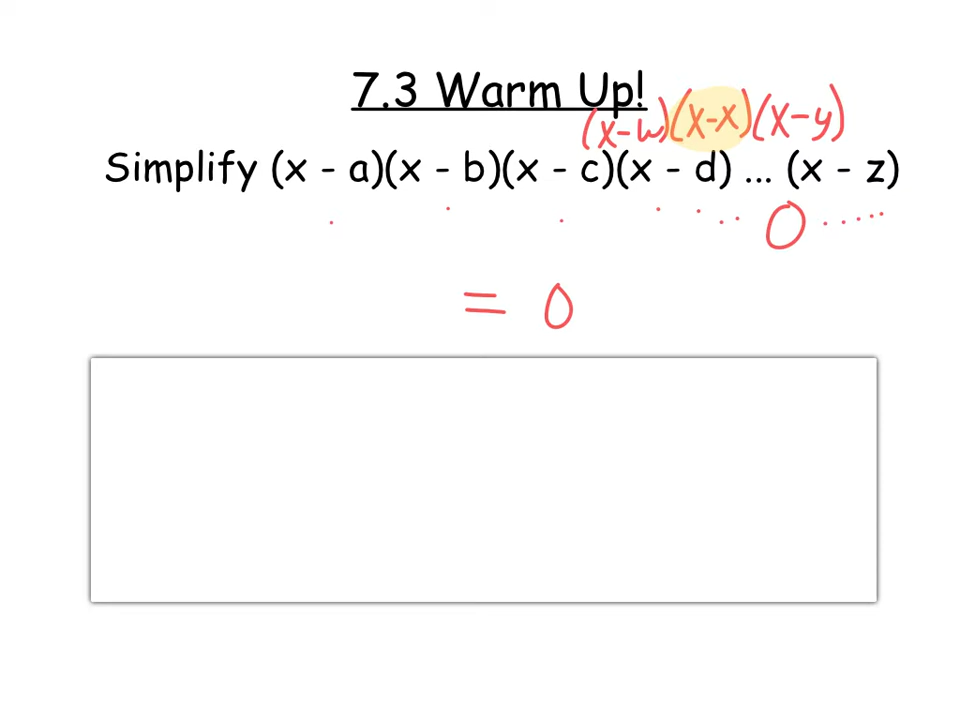 7.3 Warm Up!
(x-w)(x-x)(x-y)
Simplify (x - a)(x - b)(x - c)(x - d) ... (x - z)
0
= 0